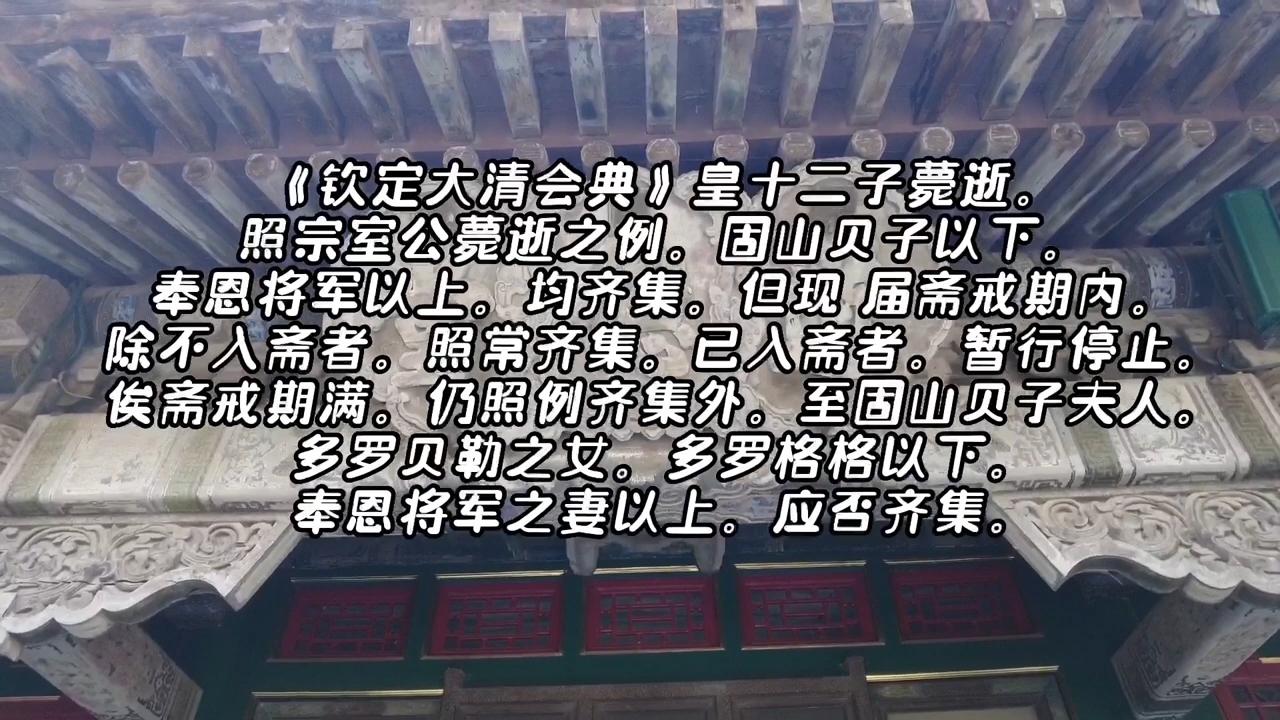 《钦定大清会典》皇十二子薨逝。
照宗室公薨逝之例。固山贝子以下。
奉恩将军以上。均齐集。但现 届斋戒期内。
除不入斋者。照常齐集。已入斋者。暂行停止。
俟斋戒期满。仍照例齐集外。至固山贝子夫人。
多罗贝勒之女。多罗格格以下。
奉恩将军之妻以上。应否齐集。